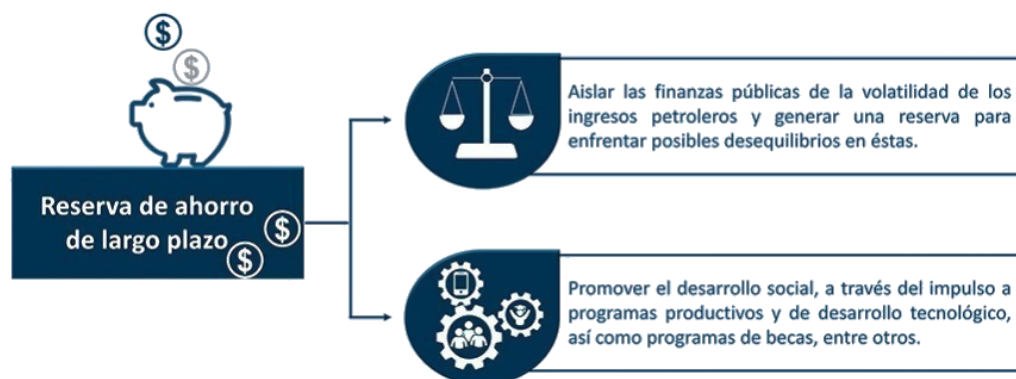 $
$
Reserva de ahorro
de largo plazo
$
$
Aislar las finanzas públicas de la volatilidad de los
ingresos petroleros y generar una reserva para
enfrentar posibles desequilibrios en éstas.
Promover el desarrollo social, a través del impulso a
programas productivos y de desarrollo tecnológico,
así como programas de becas, entre otros.